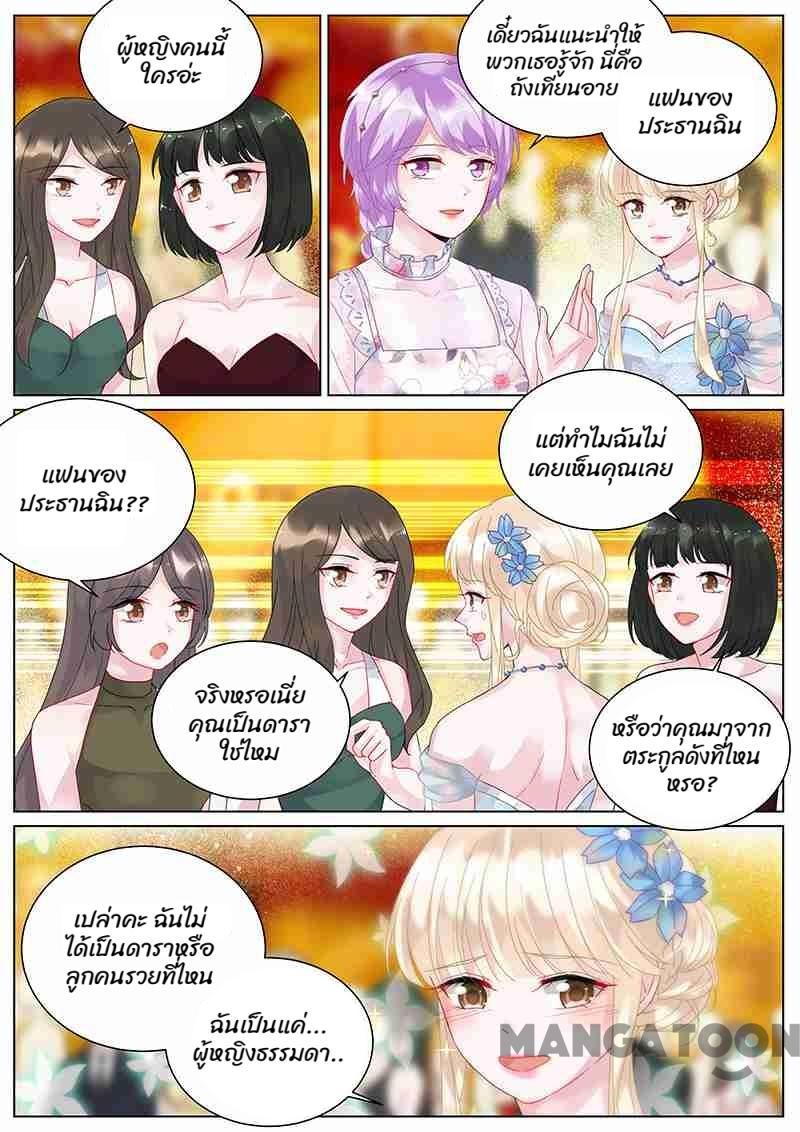 ผู้หญิงคนนี้
ใครอ่ะ
เดี๋ยวฉันแนะนำให้
พวกเธอรู้จัก นี่คือ
ถังเทียนอาย
แฟนของ
ประธานฉิน
แฟนของ
ประธานฉิน??
แต่ทำไมฉันไม่
เคยเห็นคุณเลย
จริงหรอเนี่ย
คุณเป็นดารา
ใช่ไหม
หรือว่าคุณมาจาก
ตระกูลดังที่ไหน
หรอ?
เปล่าคะ ฉันไม่
ได้เป็นดาราหรือ
ลูกคนรวยที่ไหน
ฉันเป็นแค่...
ผู้หญิงธรรมดา..
MANGATOON